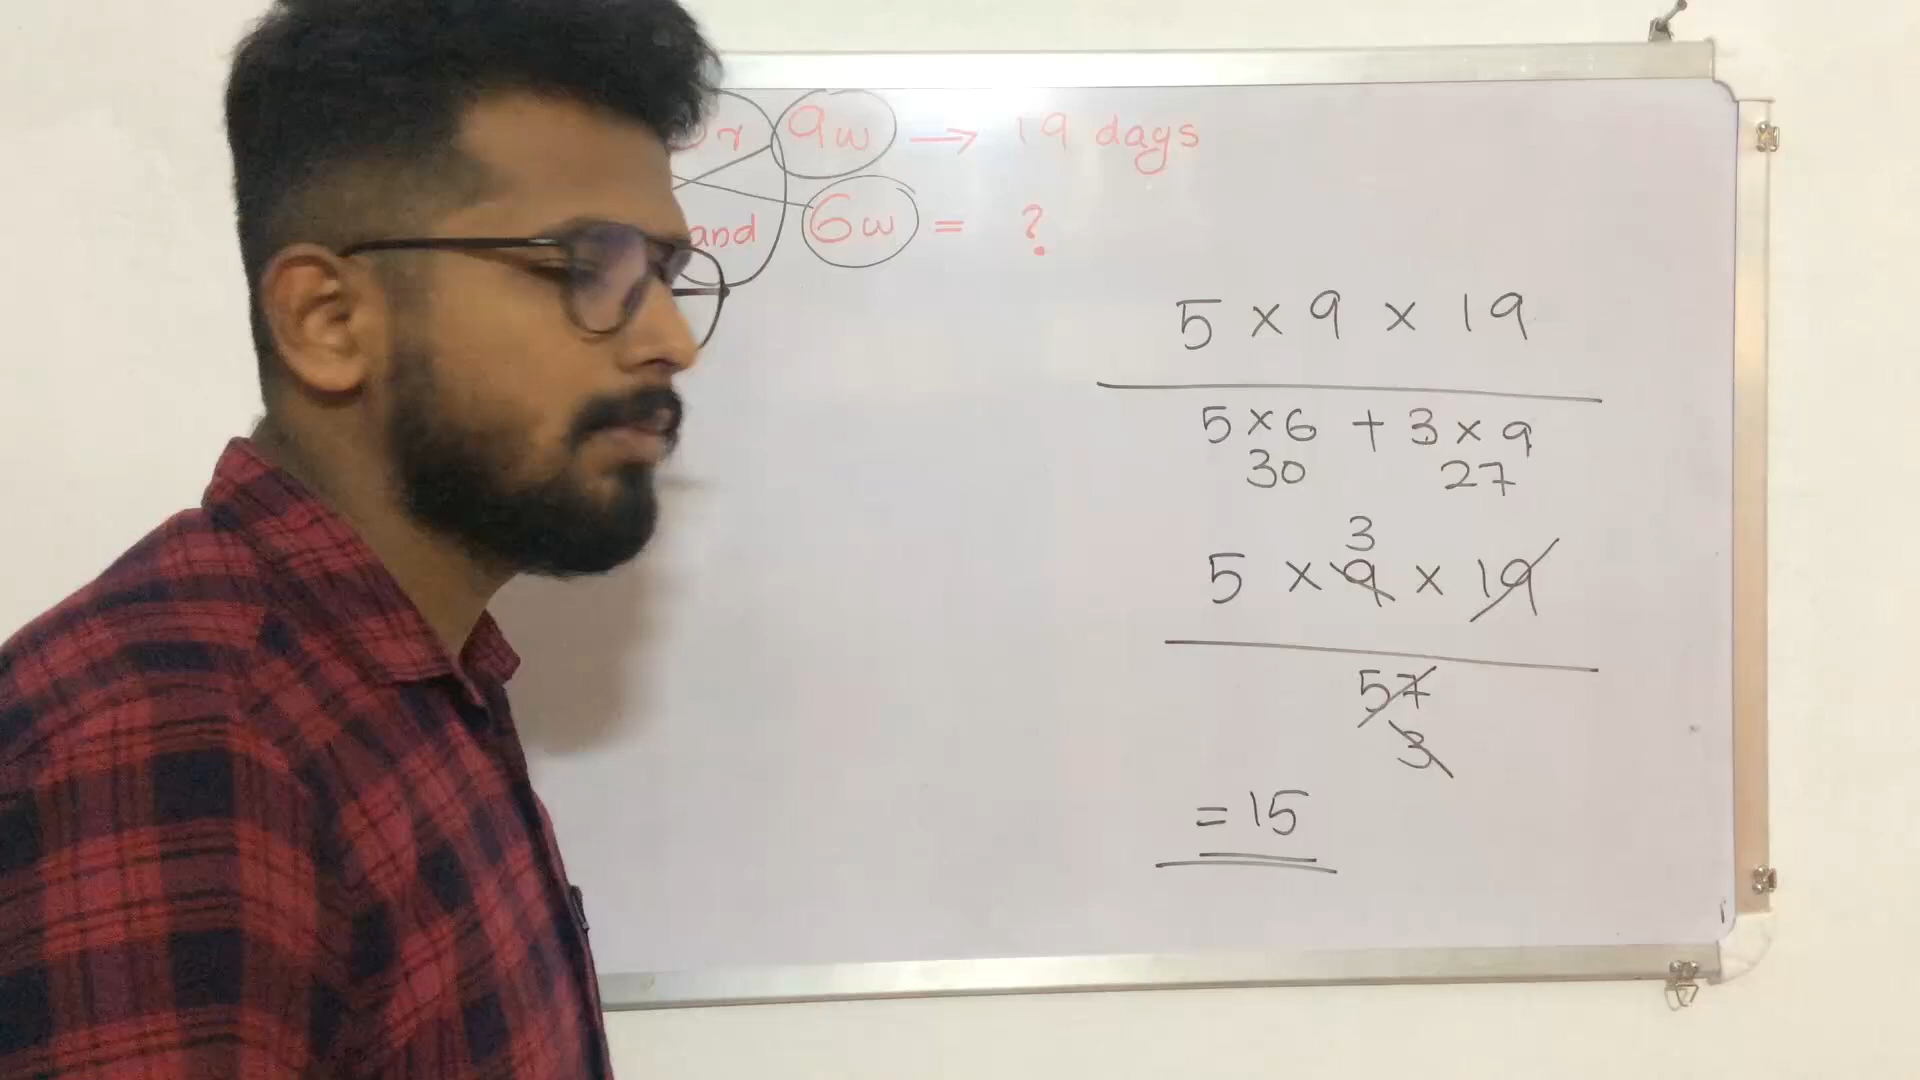 r 9w → 19 days
and 6w = ?
5 × 9 × 19
5×6 + 3×9
30 27
3
5 × 9 × 19
57
3
= 15